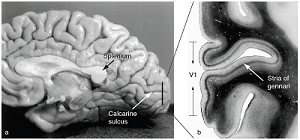 Splenium
Calcarine
sulcus
a
V1
Stria of
gennari
b